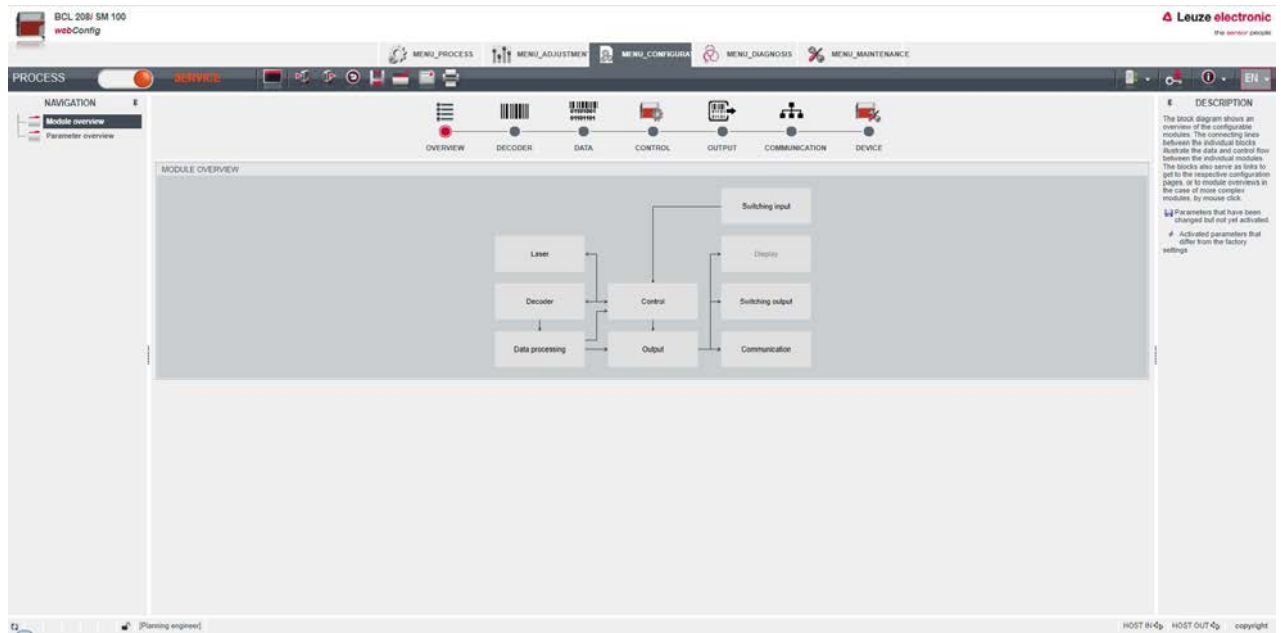 BCL 208i SM 100
webConfig
Leuze electronic
the sensor people
MENU_PROCESS
MENU_ADJUSTMENT
MENU_CONFIGURAT
MENU_DIAGNOSIS
MENU_MAINTENANCE
PROCESS
SERVICE
EN
NAVIGATION
Module overview
Parameter overview
OVERVIEW
DECODER
DATA
CONTROL
OUTPUT
COMMUNICATION
DEVICE
MODULE OVERVIEW
Switching input
Laser
Display
Decoder
Control
Switching output
Data processing
Output
Communication
DESCRIPTION
The block diagram shows an
overview of the configurable
modules. The connecting lines
between the individual blocks
illustrate the data and control flow
between the individual modules.
The blocks also serve as links to
get to the respective configuration
pages, or to module overviews in
the case of more complex
modules, by mouse click.
Parameters that have been
changed but not yet activated.
Activated parameters that
differ from the factory
settings
[Planning engineer]
HOST IN
HOST OUT
copyright